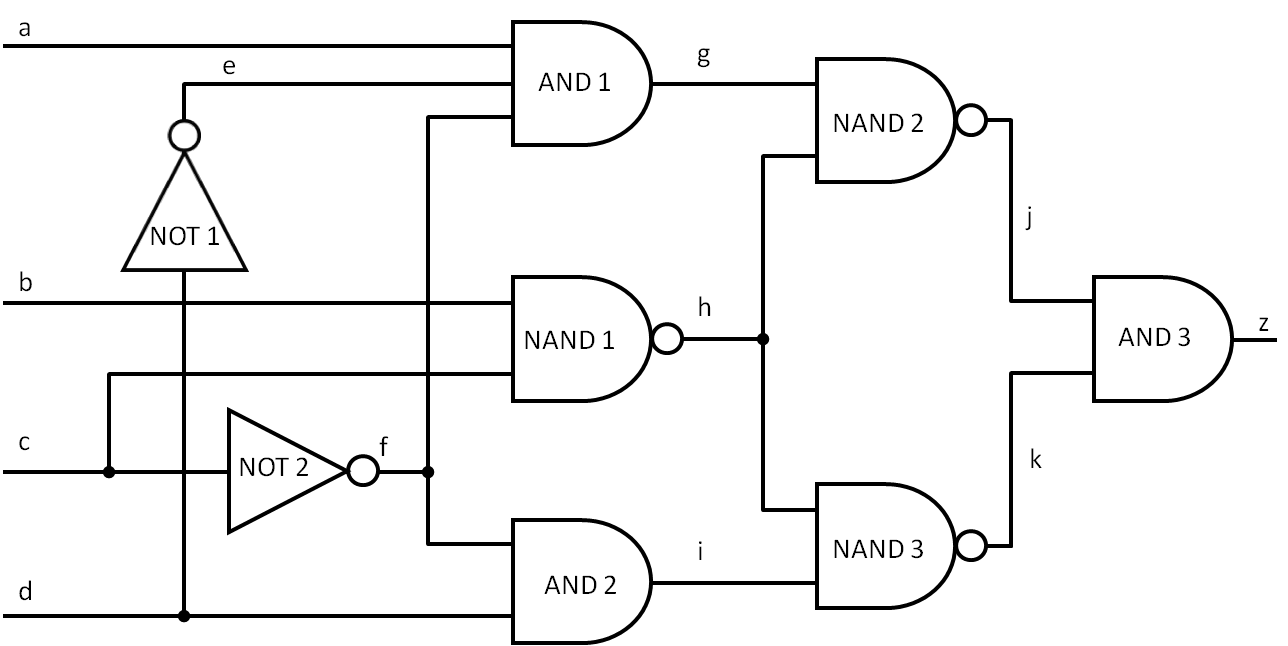 a
e
AND 1
g
NAND 2
NOT 1
j
b
NAND 1
h
AND 3
z
c
NOT 2
f
k
d
AND 2
i
NAND 3